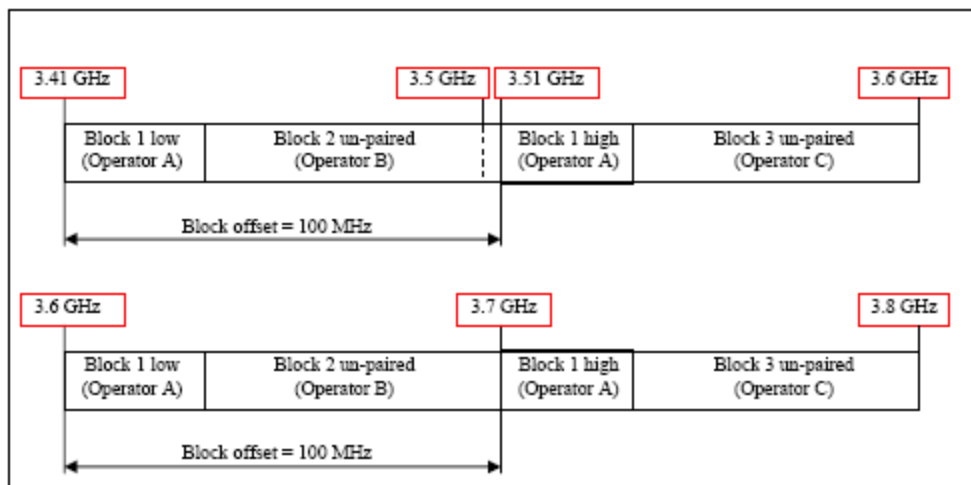 3.41 GHz 3.5 GHz 3.51 GHz 3.6 GHz
Block 1 low Block 2 un-paired Block 1 high Block 3 un-paired
(Operator A) (Operator B) (Operator A) (Operator C)
Block offset = 100 MHz
3.6 GHz 3.7 GHz 3.8 GHz
Block 1 low Block 2 un-paired Block 1 high Block 3 un-paired
(Operator A) (Operator B) (Operator A) (Operator C)
Block offset = 100 MHz